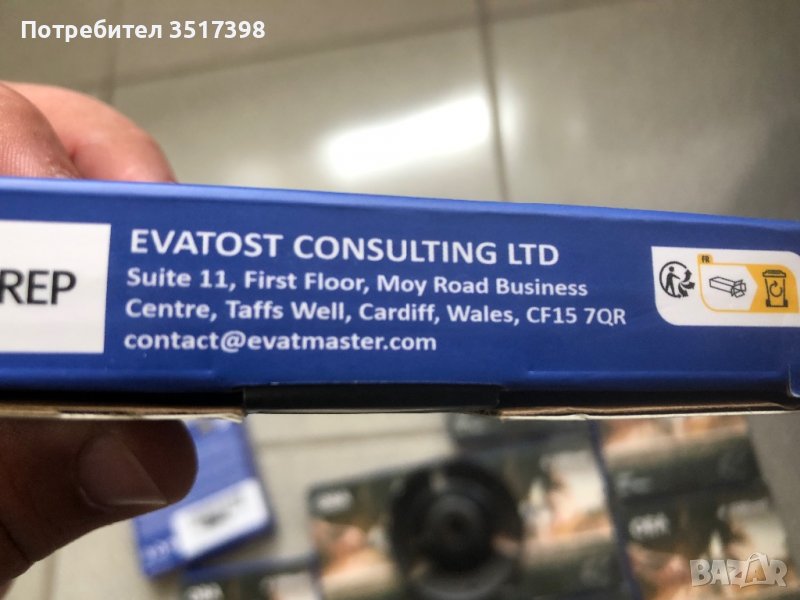 Потребител 3517398
REP
EVATOST CONSULTING LTD
Suite 11, First Floor, Moy Road Business
Centre, Taffs Well, Cardiff, Wales, CF15 7QR
contact@evatmaster.com
FR
BAZAR